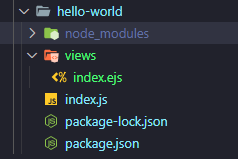 hello-world
node_modules
views
index.ejs
index.js
package-lock.json
package.json